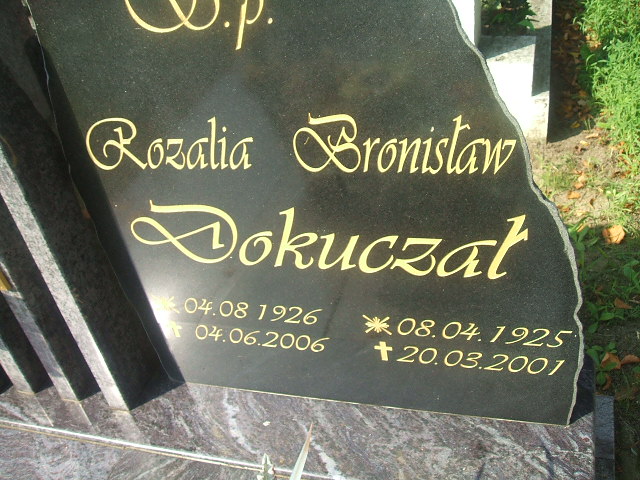 Ś.p.
Rozalia Bronisław
Dokuczał
04.08 1926 08.04.1925
04.06.2006 20.03.2001